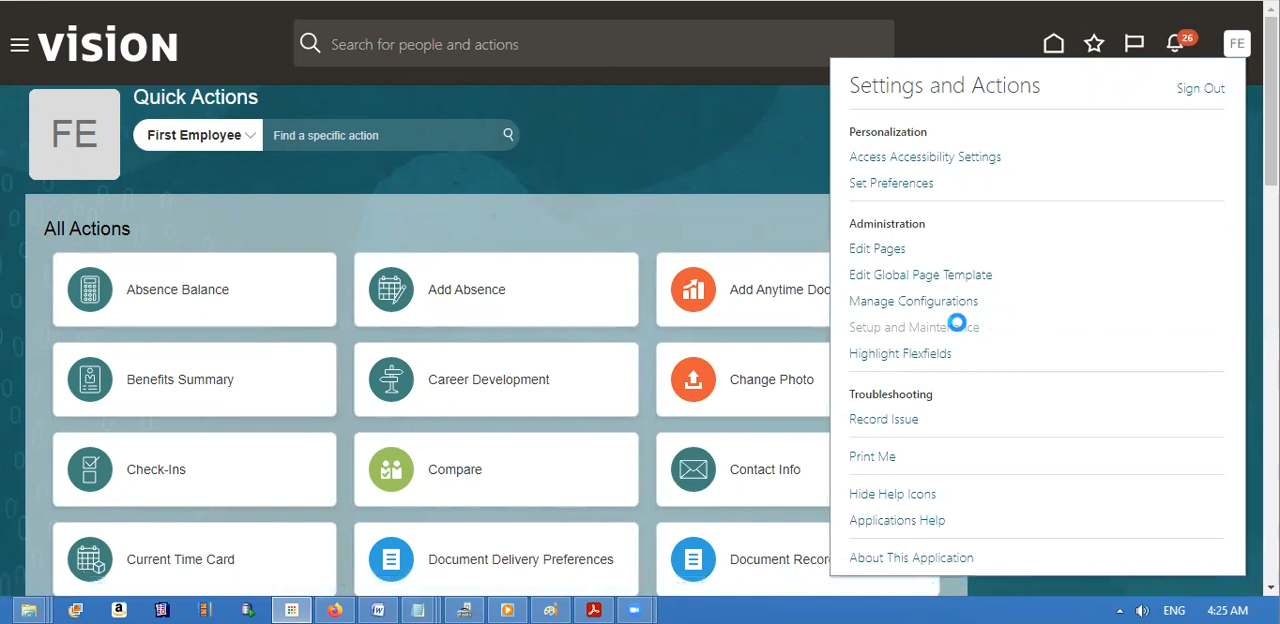 vision
Search for people and actions
26
FE
FE
Quick Actions
First Employee
Find a specific action
All Actions
Absence Balance
Add Absence
Add Anytime Doc
Benefits Summary
Career Development
Change Photo
Check-Ins
Compare
Contact Info
Current Time Card
Document Delivery Preferences
Document Recor
Settings and Actions
Sign Out
Personalization
Access Accessibility Settings
Set Preferences
Administration
Edit Pages
Edit Global Page Template
Manage Configurations
Setup and Maintenance
Highlight Flexfields
Troubleshooting
Record Issue
Print Me
Hide Help Icons
Applications Help
About This Application
ENG
4:25 AM